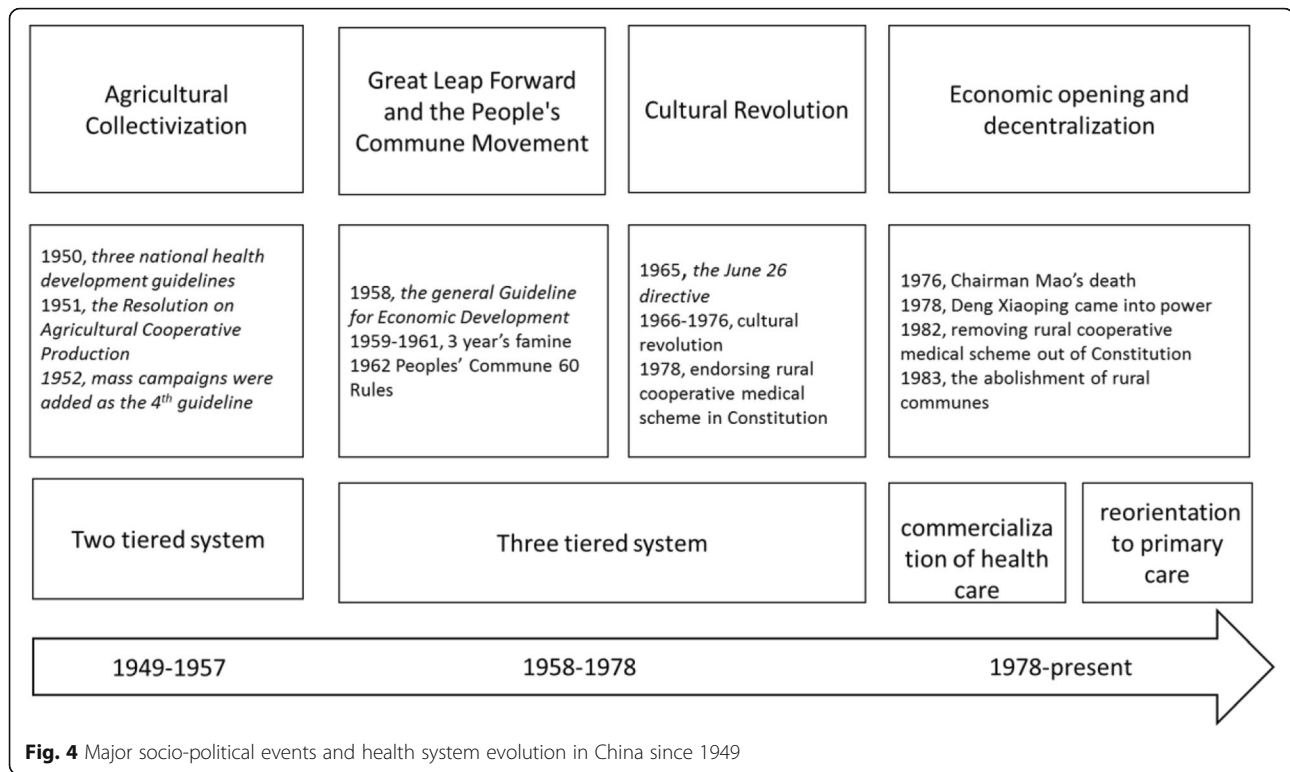 Agricultural
Collectivization
Great Leap Forward
and the People's
Commune Movement
Cultural Revolution
Economic opening and
decentralization
1950, three national health
development guidelines
1951, the Resolution on
Agricultural Cooperative
Production
1952, mass campaigns were
added as the 4th guideline
1958, the general Guideline
for Economic Development
1959-1961, 3 year's famine
1962 Peoples' Commune 60
Rules
1965, the June 26
directive
1966-1976, cultural
revolution
1978, endorsing rural
cooperative medical
scheme in Constitution
1976, Chairman Mao's death
1978, Deng Xiaoping came into power
1982, removing rural cooperative
medical scheme out of Constitution
1983, the abolishment of rural
communes
Two tiered system
Three tiered system
commercializa
tion of health
care
reorientation
to primary
care
1949-1957
1958-1978
1978-present
Fig. 4 Major socio-political events and health system evolution in China since 1949